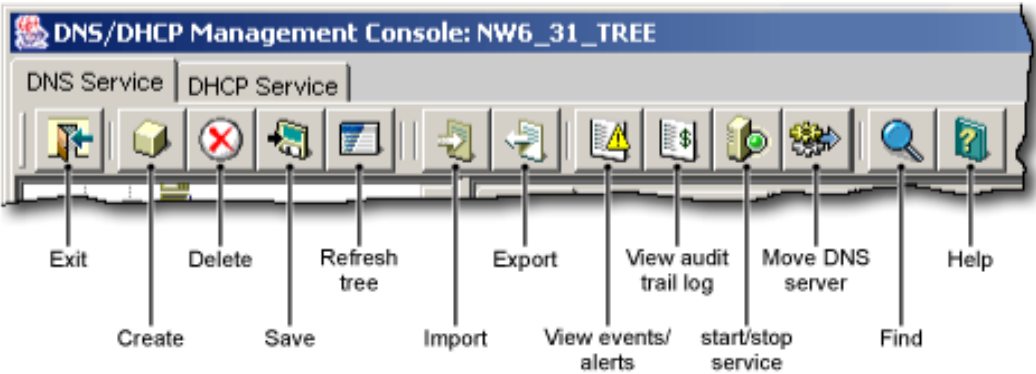 DNS/DHCP Management Console: NW6_31_TREE
DNS Service
DHCP Service
Exit
Delete
Refresh
tree
Export
View audit
trail log
Move DNS
server
Help
Create
Save
Import
View events/
alerts
start/stop
service
Find